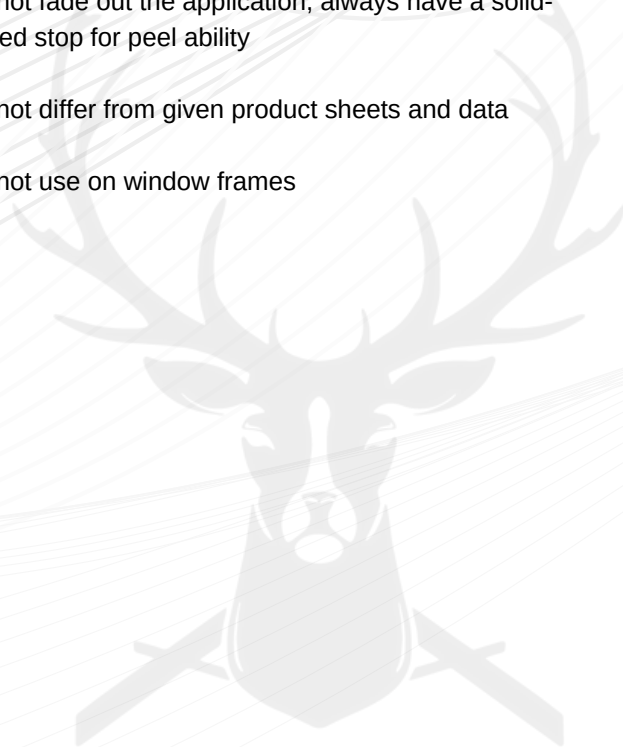 not fade out the application, always have a solid-
ed stop for peel ability
not differ from given product sheets and data
not use on window frames